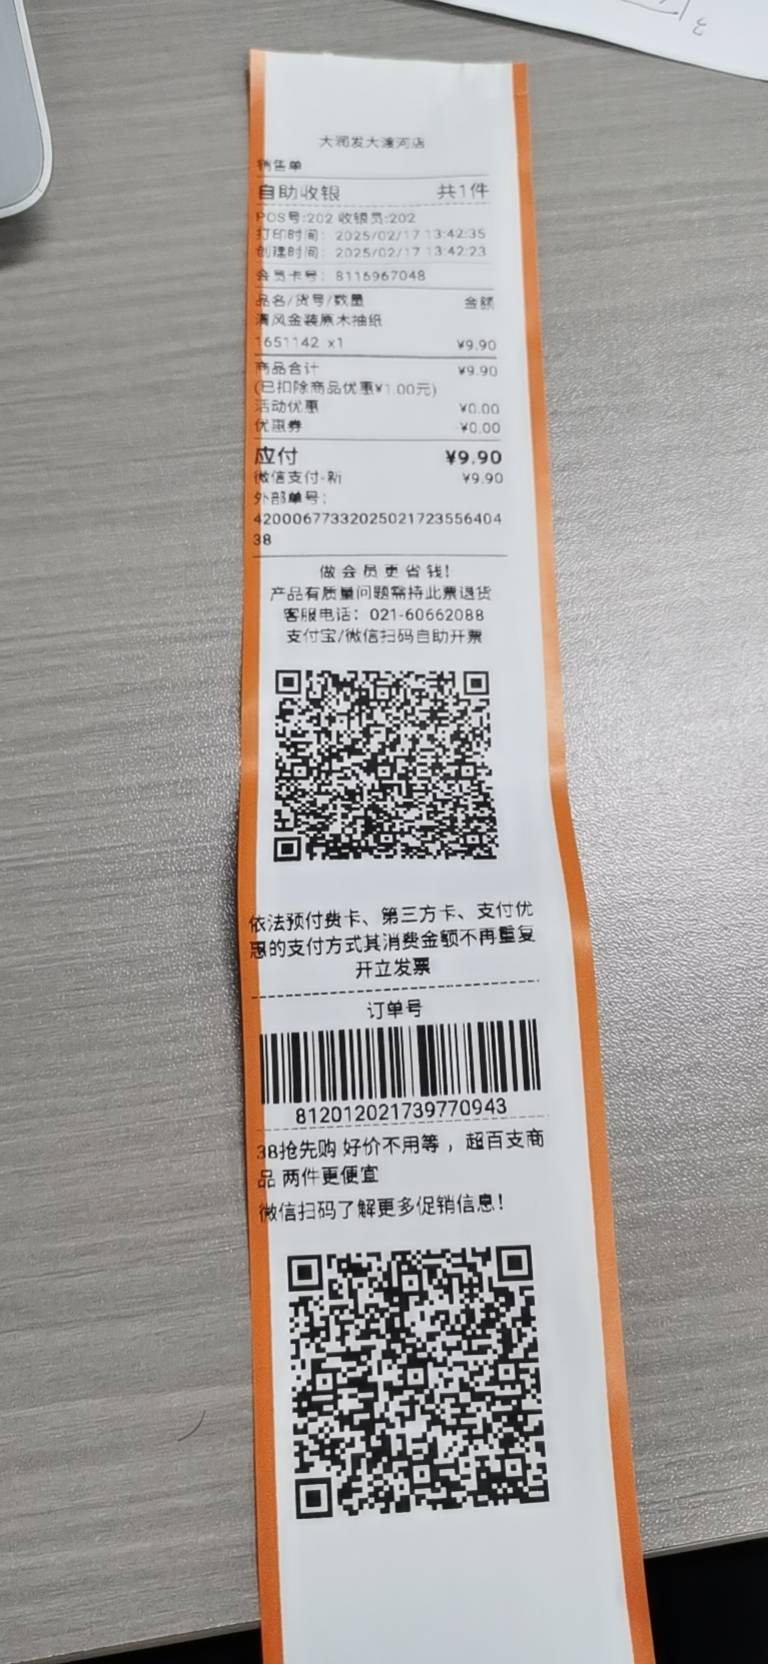 大润发大渡河店
销售单
自助收银 共1件
POS号:202 收银员:202
打印时间: 2025/02/17 13:42:35
创建时间: 2025/02/17 13:42:23
会员卡号: 8116967048
品名/货号/数量 金额
清风金装原木抽纸
1651142 x1 ¥9.90
商品合计 ¥9.90
(已扣除商品优惠¥1.00元)
活动优惠 ¥0.00
优惠券 -¥0.00
应付 ¥9.90
微信支付-新 ¥9.90
外部单号:
42000677332025021723556404
38
做会员更省钱!
产品有质量问题需持此票退货
客服电话: 021-60662088
支付宝/微信扫码自助开票
依法预付费卡、第三方卡、支付优
惠的支付方式其消费金额不再重复
开立发票
订单号
812012021739770943
38抢先购 好价不用等，超百支商
品 两件更便宜
微信扫码了解更多促销信息!